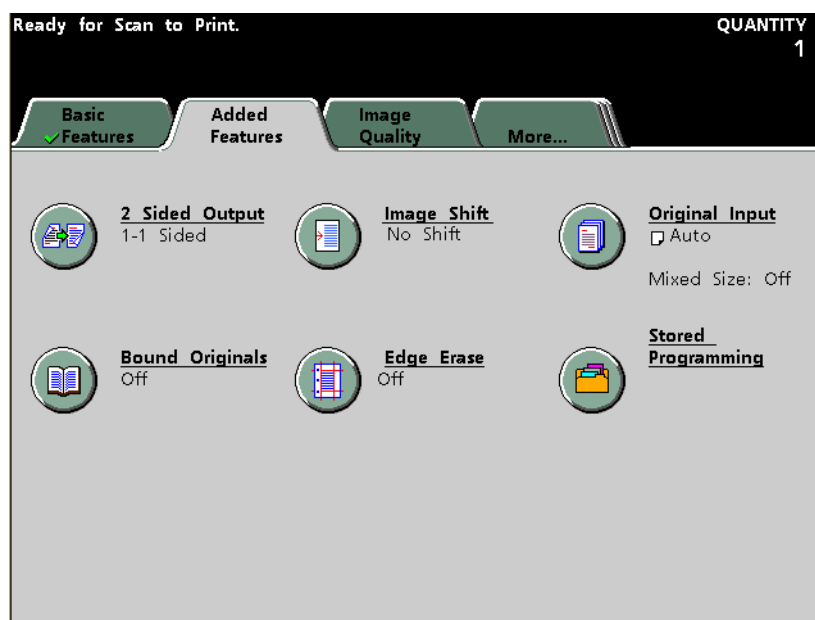 Ready for Scan to Print.
QUANTITY
1
Basic
Features
Added
Features
Image
Quality
More...
2 Sided Output
1-1 Sided
Image Shift
No Shift
Original Input
Auto
Mixed Size: Off
Bound Originals
Off
Edge Erase
Off
Stored
Programming